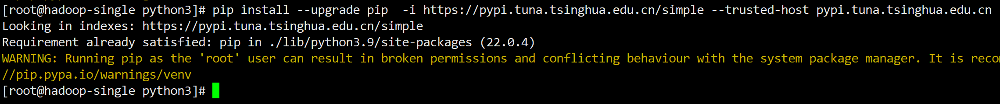 [root@hadoop-single python3]# pip install --upgrade pip  -i https://pypi.tuna.tsinghua.edu.cn/simple --trusted-host pypi.tuna.tsinghua.edu.cn
Looking in indexes: https://pypi.tuna.tsinghua.edu.cn/simple
Requirement already satisfied: pip in ./lib/python3.9/site-packages (22.0.4)
WARNING: Running pip as the 'root' user can result in broken permissions and conflicting behaviour with the system package manager. It is
//pip.pypa.io/warnings/venv
[root@hadoop-single python3]#